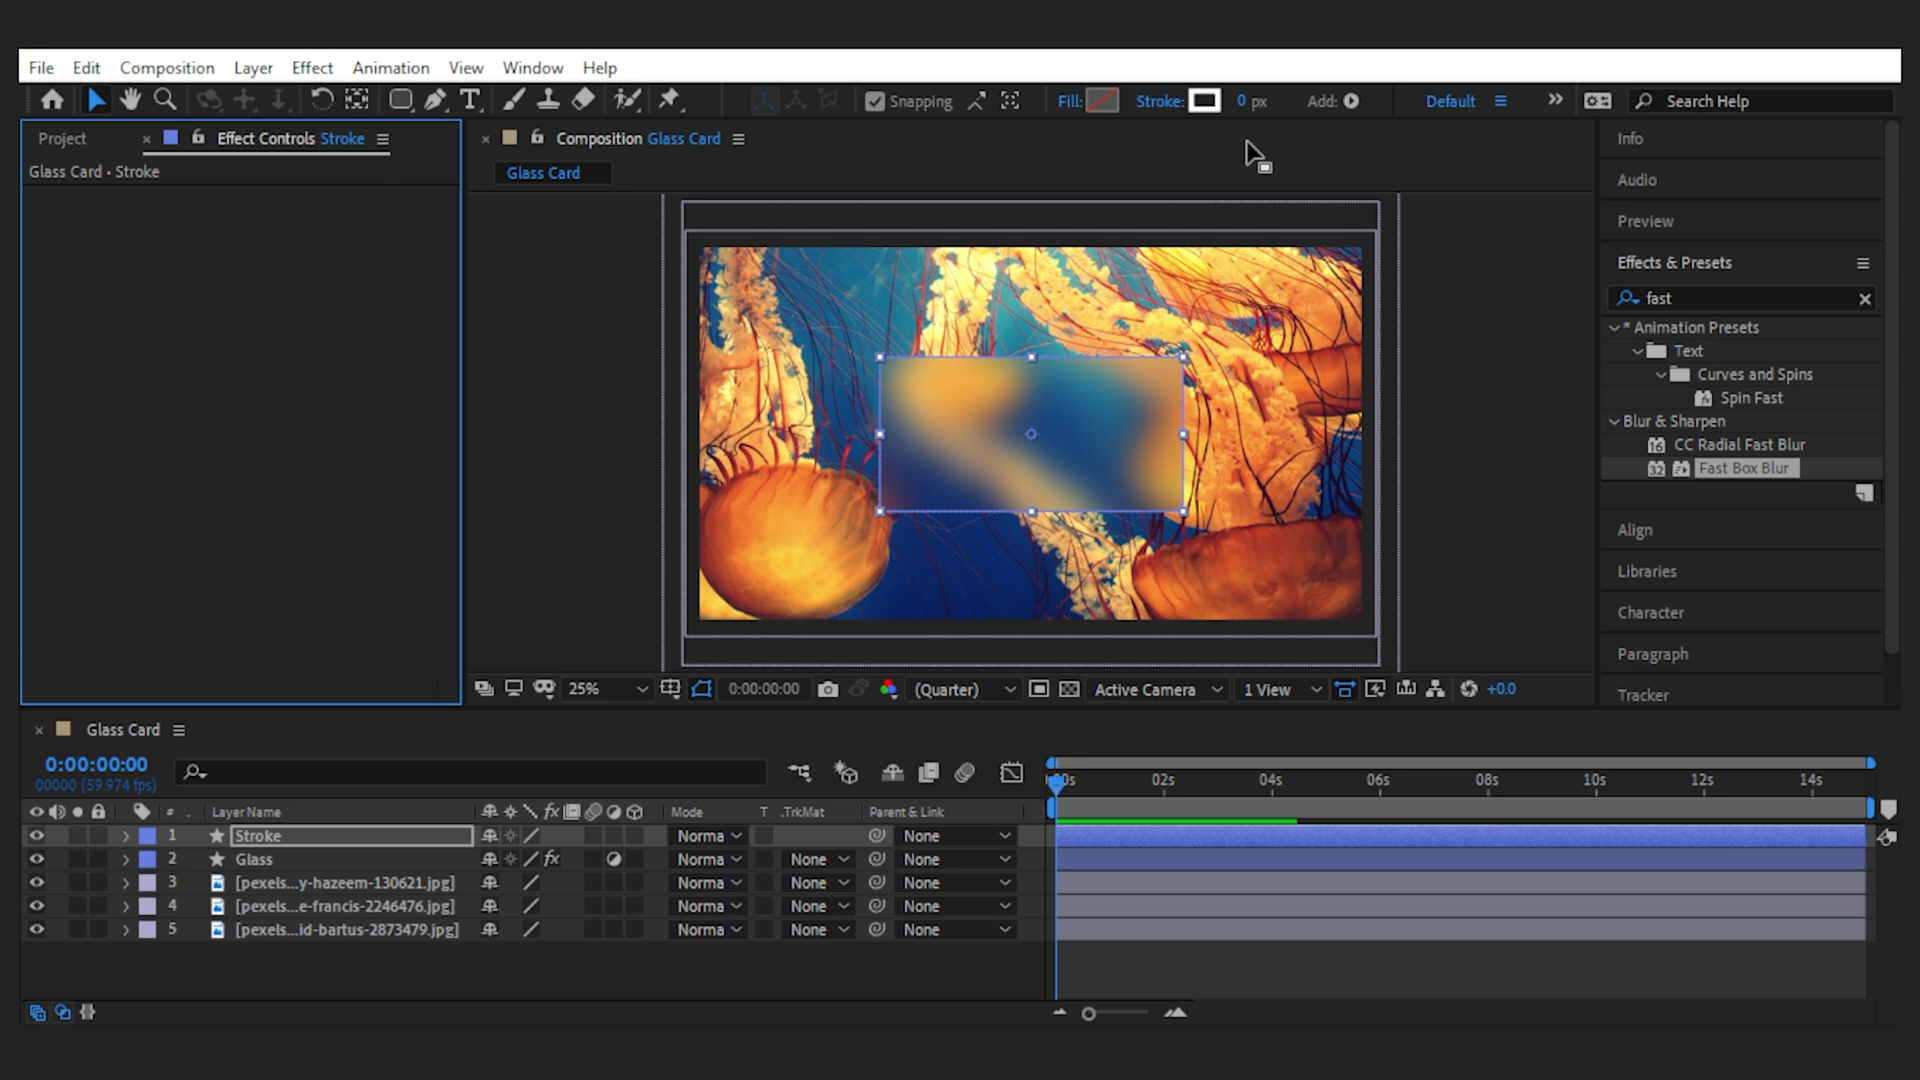 File Edit Composition Layer Effect Animation View Window Help
Snapping Fill: Stroke: 0 px Add: Default Search Help
Project Effect Controls Stroke
Glass Card • Stroke
Composition Glass Card
Glass Card
Info
Audio
Preview
Effects & Presets
fast
* Animation Presets
Text
Curves and Spins
Spin Fast
Blur & Sharpen
16 CC Radial Fast Blur
32 Fast Box Blur
Align
Libraries
Character
Paragraph
Tracker
25% 0:00:00:00 (Quarter) Active Camera 1 View +0.0
Glass Card
0:00:00:00
00000 (59.974 fps)
00s 02s 04s 06s 08s 10s 12s 14s
# . Layer Name fx Mode T .TrkMat Parent & Link
1 Stroke Norma None
2 Glass fx Norma None None
3 [pexels...y-hazeem-130621.jpg] Norma None None
4 [pexels...e-francis-2246476.jpg] Norma None None
5 [pexels...id-bartus-2873479.jpg] Norma None None